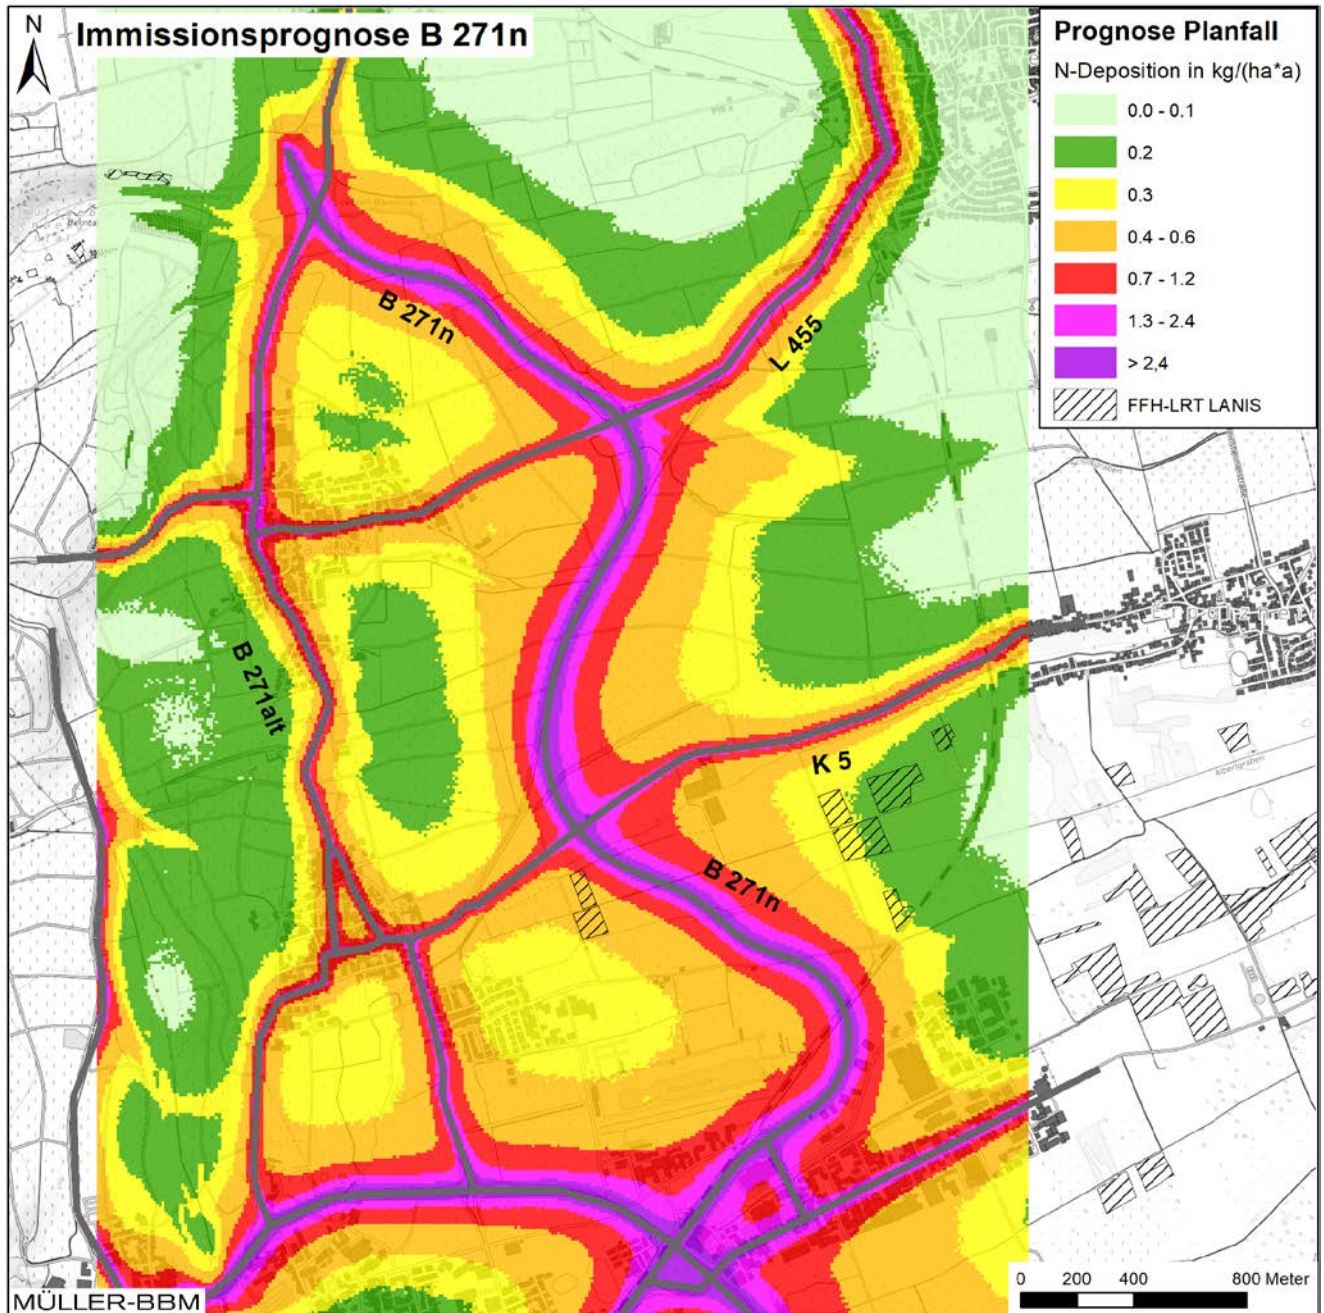 N
Immissionsprognose B 271n
Prognose Planfall
N-Deposition in kg/(ha*a)
0.0 - 0.1
0.2
0.3
0.4 - 0.6
0.7 - 1.2
1.3 - 2.4
> 2,4
FFH-LRT LANIS
B 271n
L 455
B 271alt
K 5
B 271n
0 200 400 800 Meter
MÜLLER-BBM